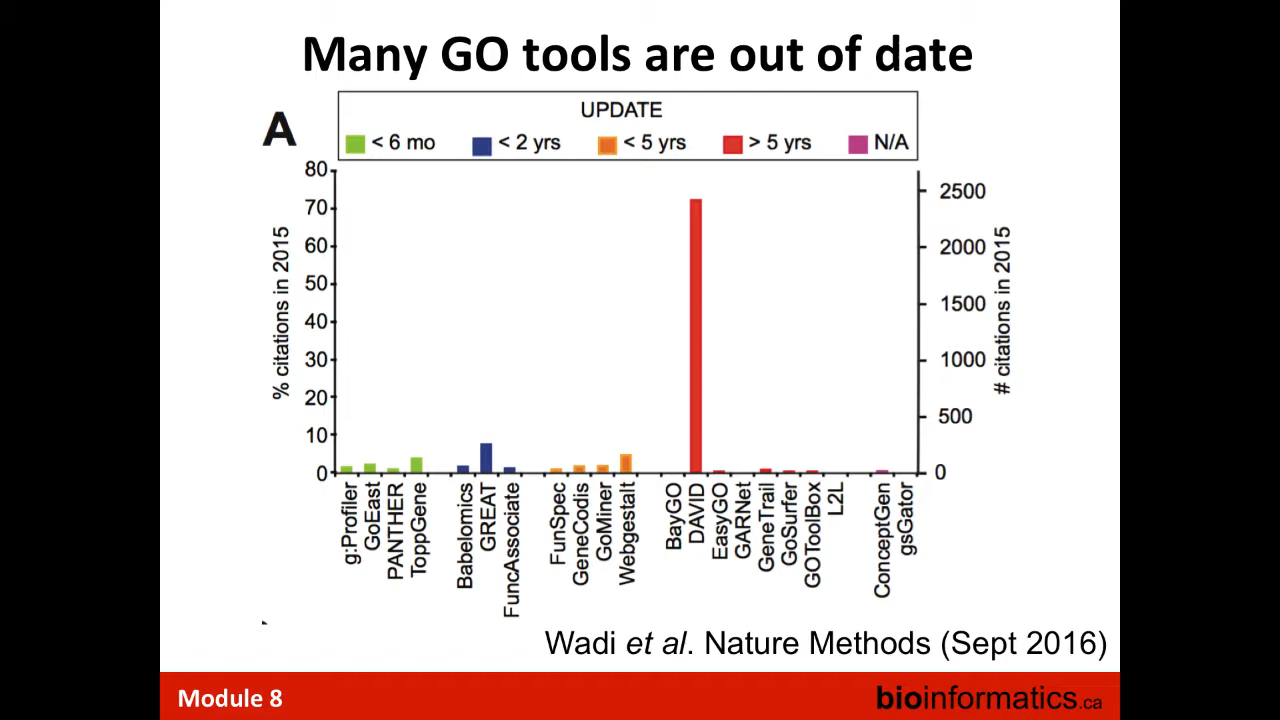 Many GO tools are out of date
A
UPDATE
< 6 mo < 2 yrs < 5 yrs > 5 yrs N/A
% citations in 2015
80
70
60
50
40
30
20
10
0
2500
2000
1500
1000
500
0
# citations in 2015
g:Profiler
GoEast
PANTHER
ToppGene
Babelomics
GREAT
FuncAssociate
FunSpec
GeneCodis
GoMiner
Webgestalt
BayGO
DAVID
EasyGO
GARNet
GeneTrail
GoSurfer
GOToolBox
L2L
ConceptGen
gsGator
Wadi et al. Nature Methods (Sept 2016)
Module 8
bioinformatics.ca